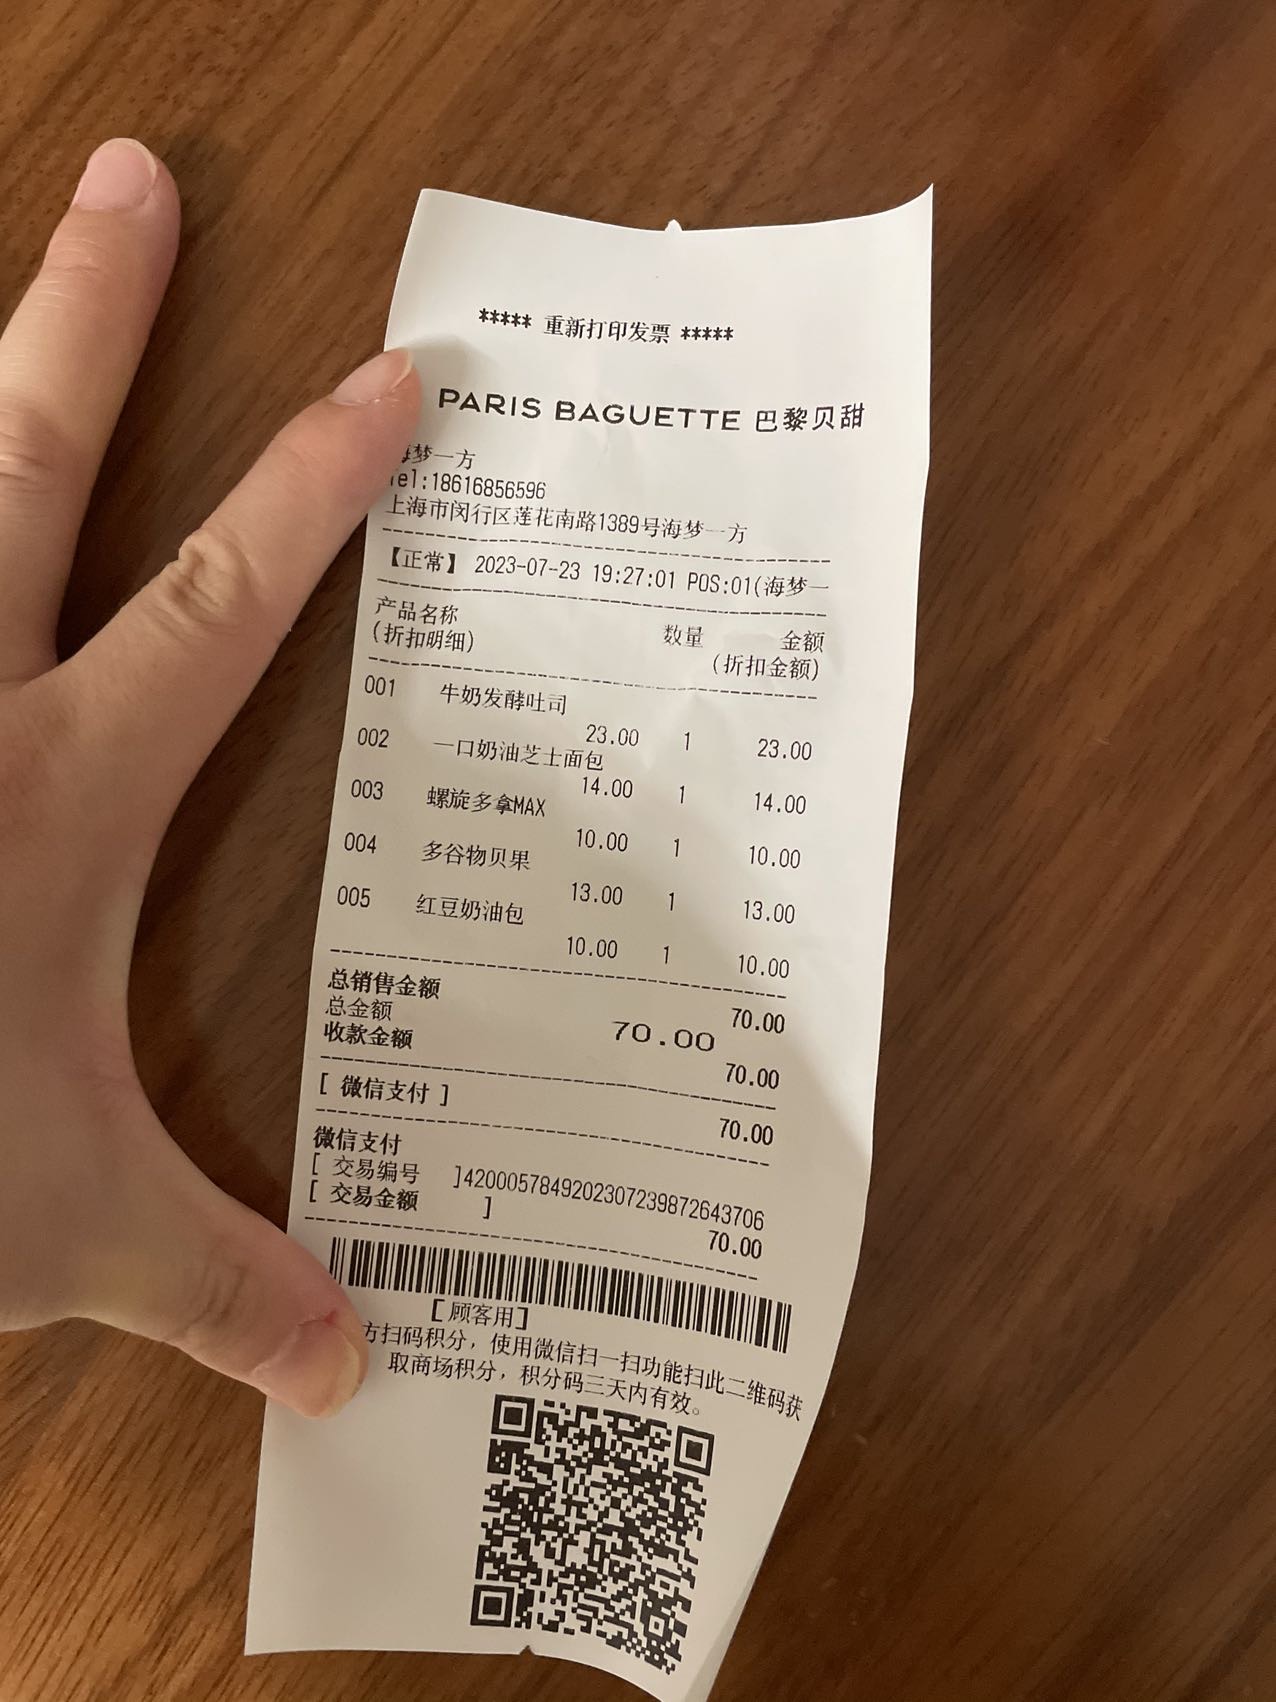 ***** 重新打印发票 *****
PARIS BAGUETTE 巴黎贝甜
海梦一方
Tel:18616856596
上海市闵行区莲花南路1389号海梦一方
【正常】 2023-07-23 19:27:01 POS:01(海梦一
产品名称 数量 金额
(折扣明细) (折扣金额)
001 牛奶发酵吐司
23.00 1 23.00
002 一口奶油芝士面包
14.00 1 14.00
003 螺旋多拿MAX
10.00 1 10.00
004 多谷物贝果
13.00 1 13.00
005 红豆奶油包
10.00 1 10.00
总销售金额 70.00
总金额 70.00
收款金额 70.00
[ 微信支付 ] 70.00
微信支付
[ 交易编号 ]4200057849202307239872643706
[ 交易金额 ] 70.00
[顾客用]
方扫码积分，使用微信扫一扫功能扫此二维码获
取商场积分，积分码三天内有效。